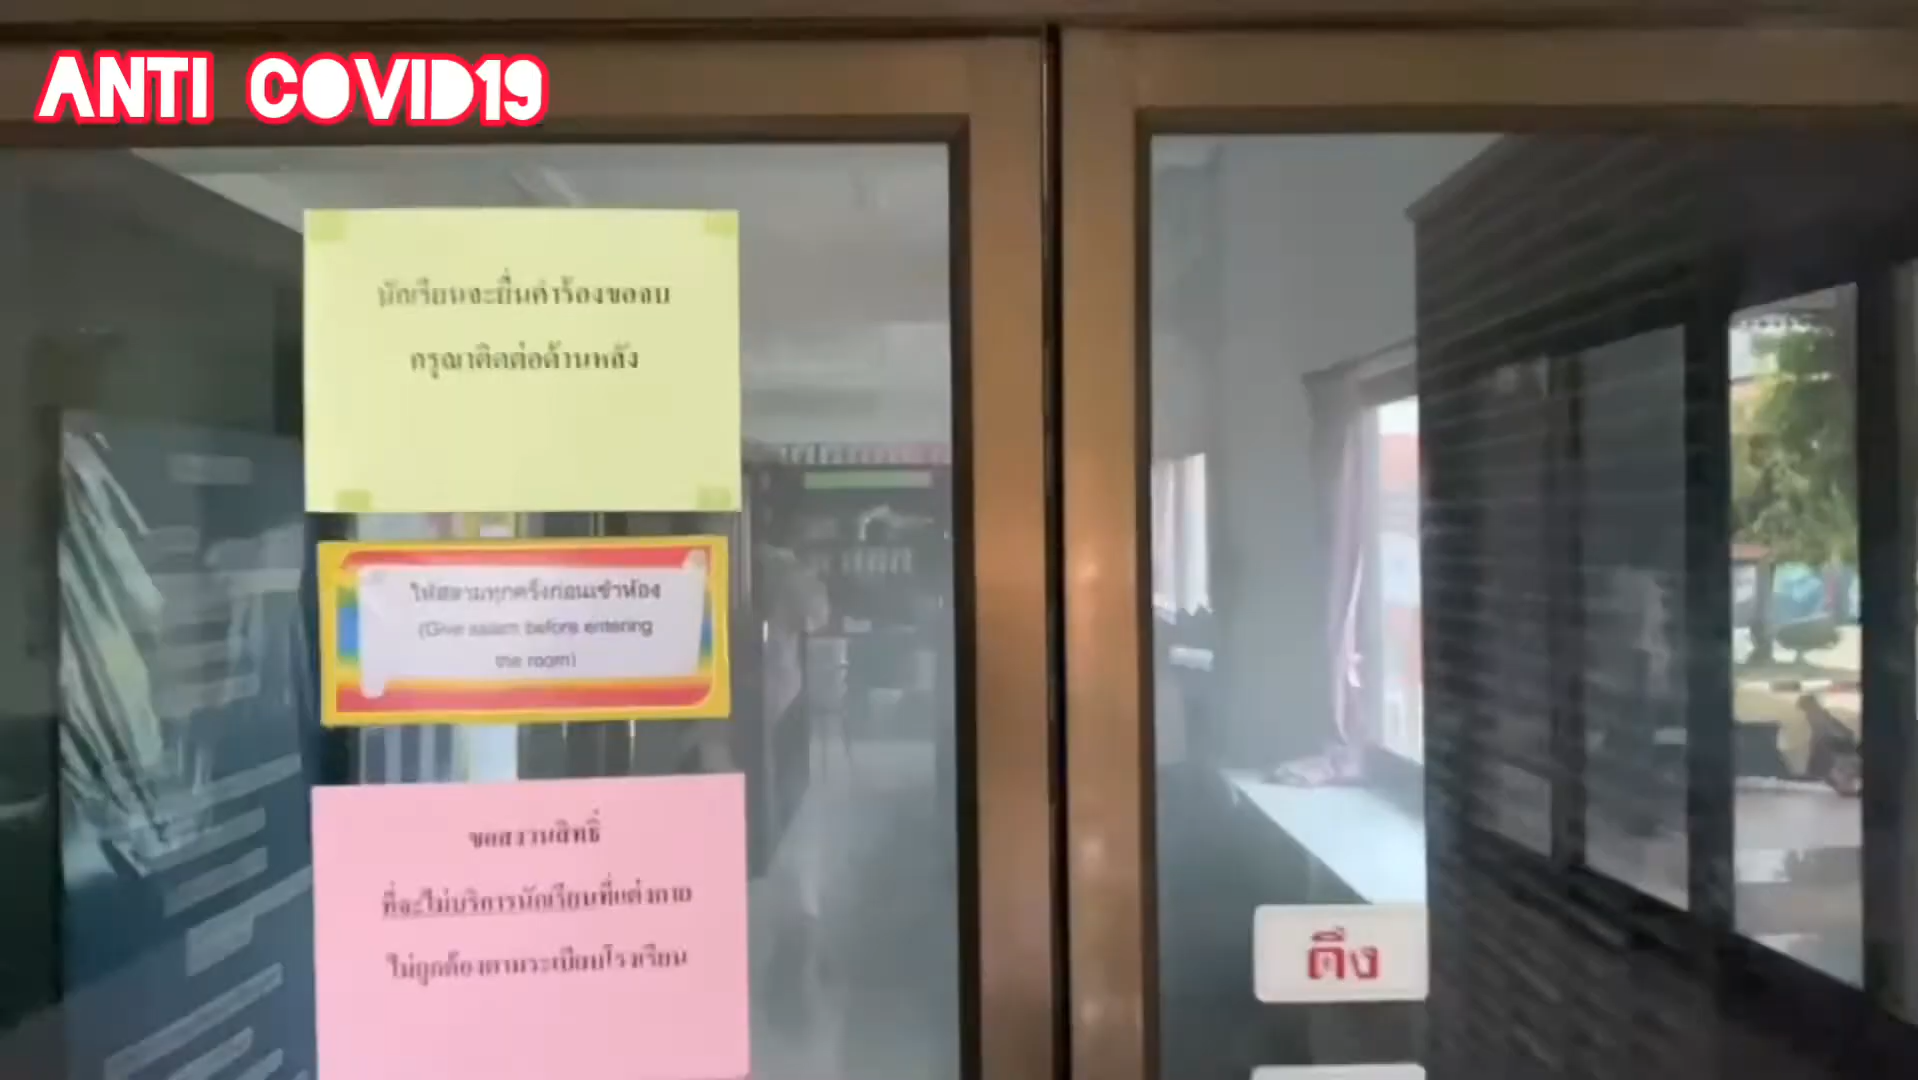 ANTI COVID19
นักเรียนจะยื่นคำร้องขอจบ
กรุณาติดต่อด้านหลัง
ให้สลามทุกครั้งก่อนเข้าห้อง
(Give salam before entering
the room)
ขอสงวนสิทธิ์
ที่จะไม่บริการนักเรียนที่แต่งกาย
ไม่ถูกต้องตามระเบียบโรงเรียน
ดึง